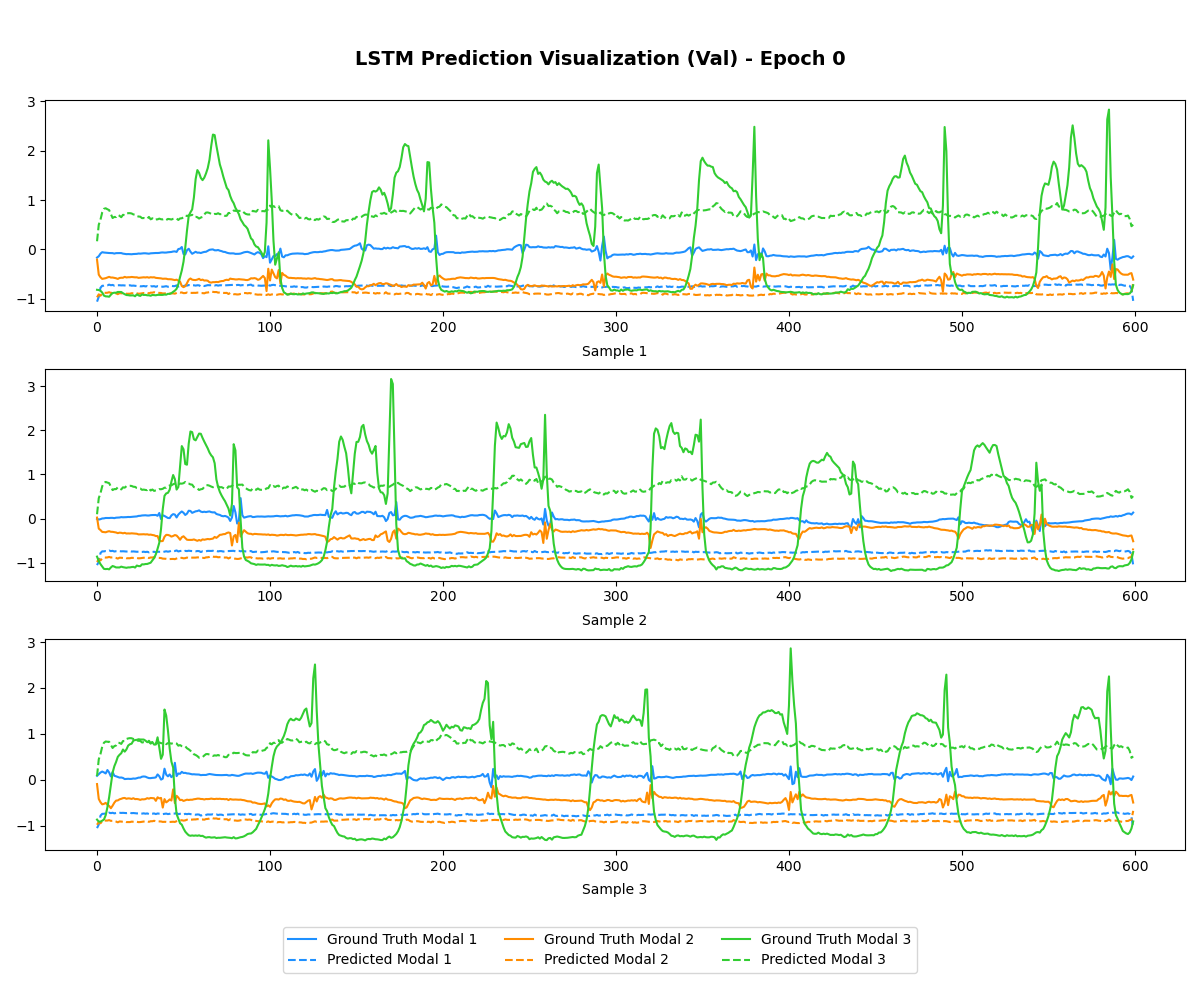 LSTM Prediction Visualization (Val) - Epoch 0
3
2
1
0
−1
0 100 200 300 400 500 600
Sample 1
3
2
1
0
−1
0 100 200 300 400 500 600
Sample 2
3
2
1
0
−1
0 100 200 300 400 500 600
Sample 3
Ground Truth Modal 1 Ground Truth Modal 2 Ground Truth Modal 3
Predicted Modal 1 Predicted Modal 2 Predicted Modal 3